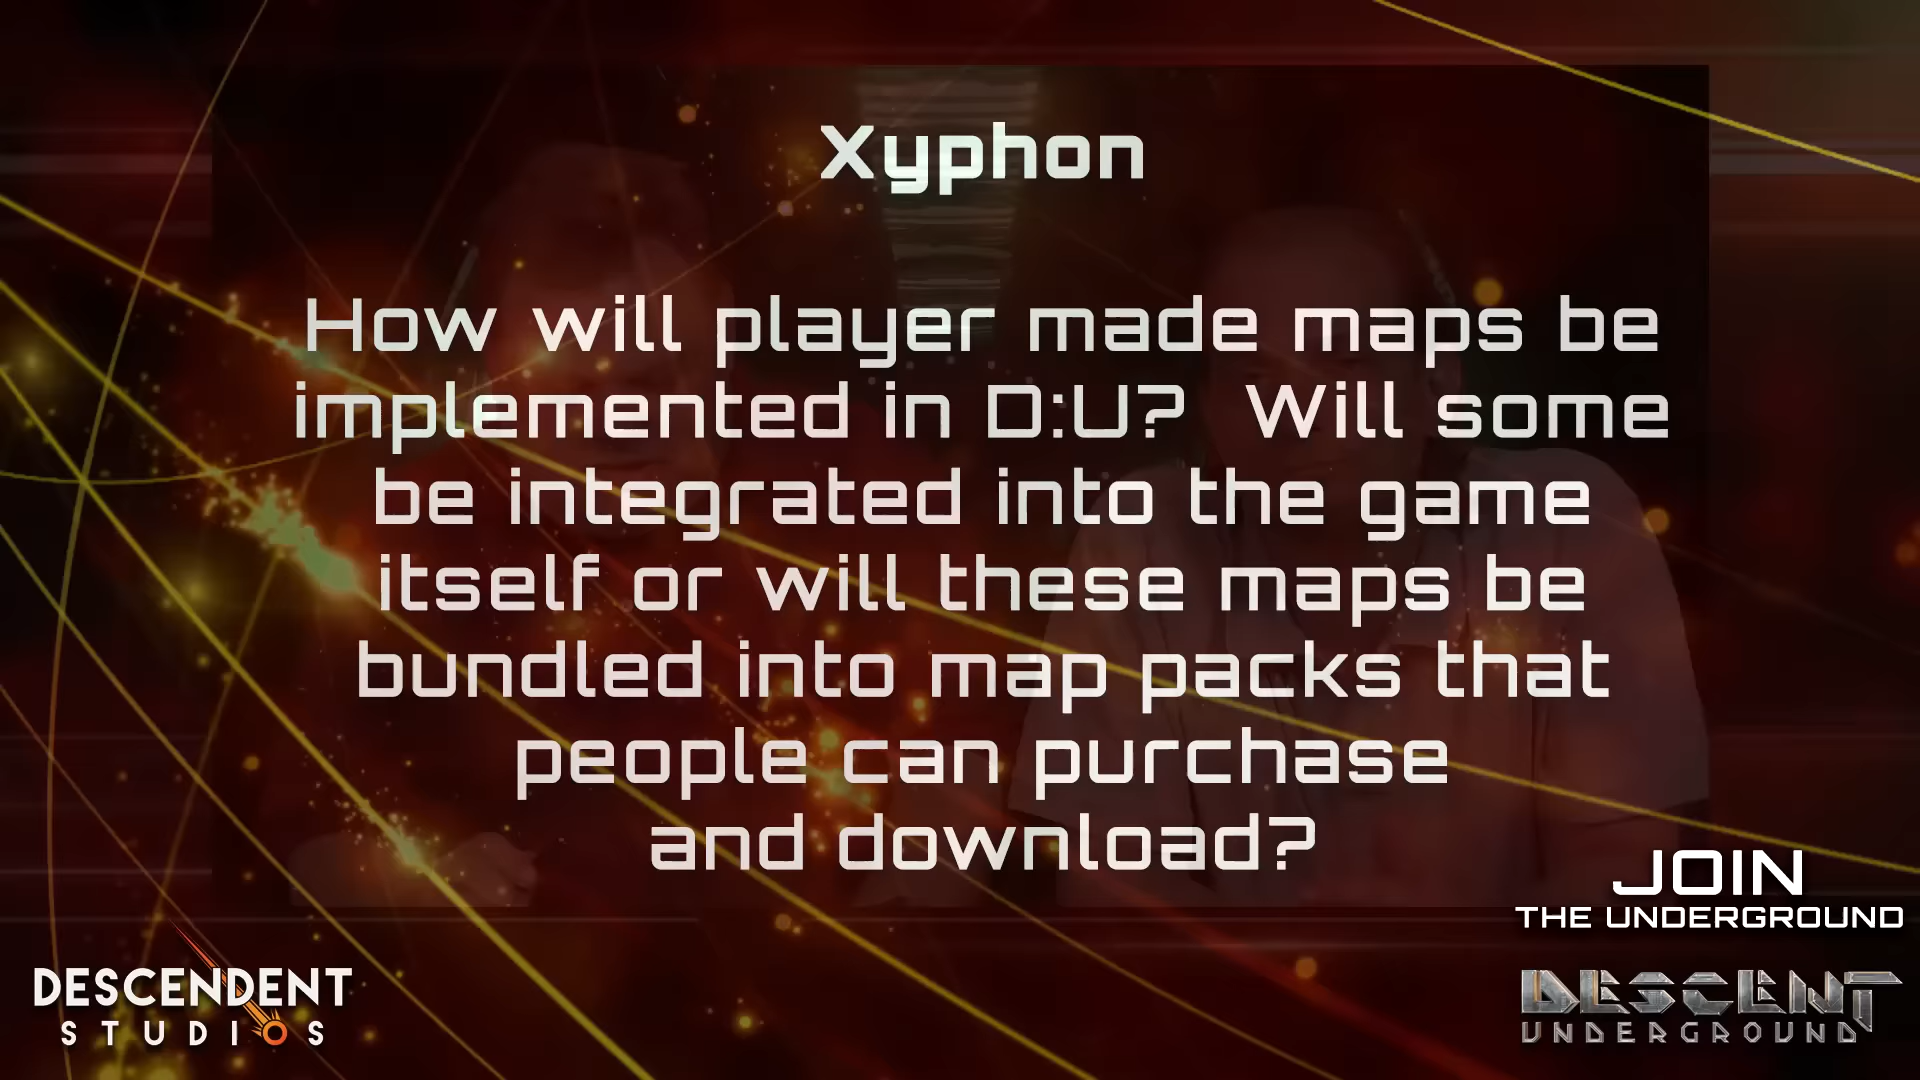 Xyphon
How will player made maps be
implemented in D:U?  Will some
be integrated into the game
itself or will these maps be
bundled into map packs that
people can purchase
and download?
JOIN
THE UNDERGROUND
DESCENDENT
STUDIOS
DESCENT
UNDERGROUND